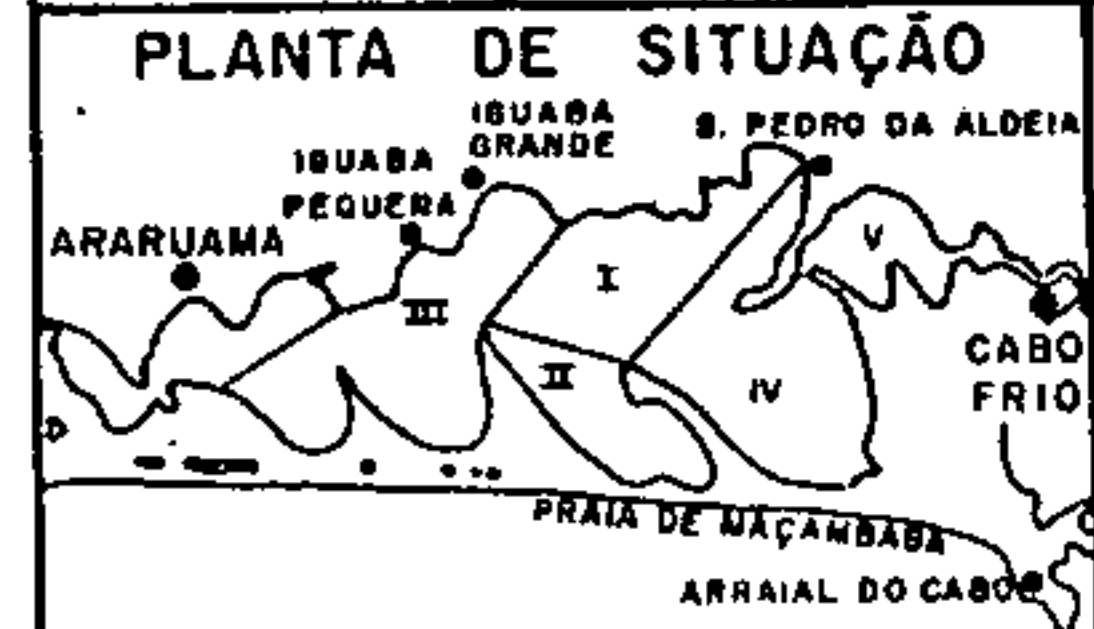 PLANTA DE SITUAÇÃO
IGUABA
GRANDE
S. PEDRO DA ALDEIA
IGUABA
PEQUENA
ARARUAMA
V
I
III
CABO
FRIO
II
IV
PRAIA DE MAÇAMBABA
ARRAIAL DO CABO